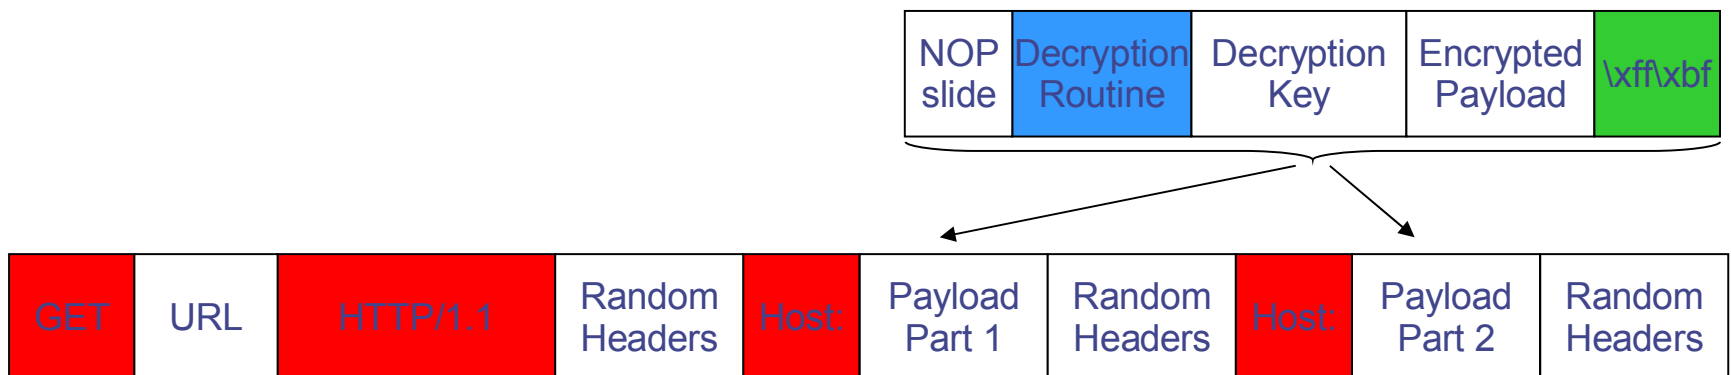 NOP slide
Decryption Routine
Decryption Key
Encrypted Payload
\xff\xbf
GET
URL
HTTP/1.1
Random Headers
Host:
Payload Part 1
Random Headers
Host:
Payload Part 2
Random Headers